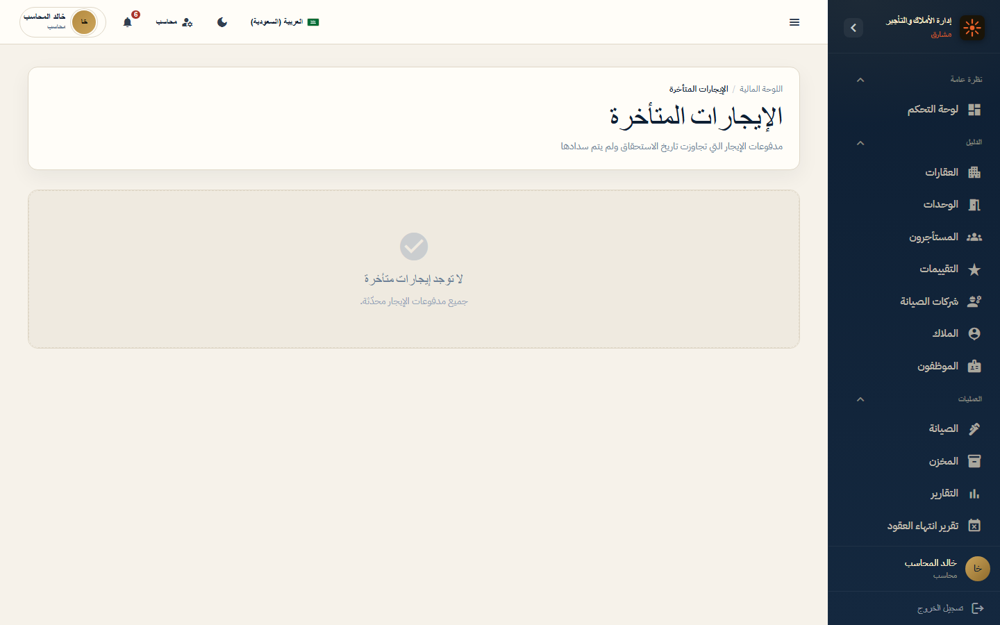 إدارة الأملاك والتأجير
مشارق
نظرة عامة
لوحة التحكم
الدليل
العقارات
الوحدات
المستأجرون
التقييمات
شركات الصيانة
الملاك
الموظفون
العمليات
الصيانة
المخزن
التقارير
تقرير انتهاء العقود
خا
خالد المحاسب
محاسب
تسجيل الخروج
العربية (السعودية)
محاسب
6
خا
خالد المحاسب
محاسب
اللوحة المالية / الإيجارات المتأخرة
الإيجارات المتأخرة
مدفوعات الإيجار التي تجاوزت تاريخ الاستحقاق ولم يتم سدادها
لا توجد إيجارات متأخرة
جميع مدفوعات الإيجار محدّثة.